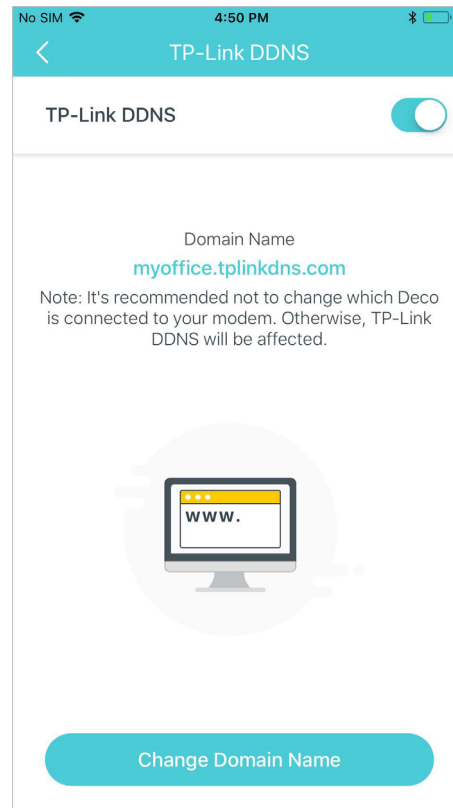 No SIM 4:50 PM
TP-Link DDNS
TP-Link DDNS
Domain Name
myoffice.tplinkdns.com
Note: It's recommended not to change which Deco
is connected to your modem. Otherwise, TP-Link
DDNS will be affected.
www.
Change Domain Name